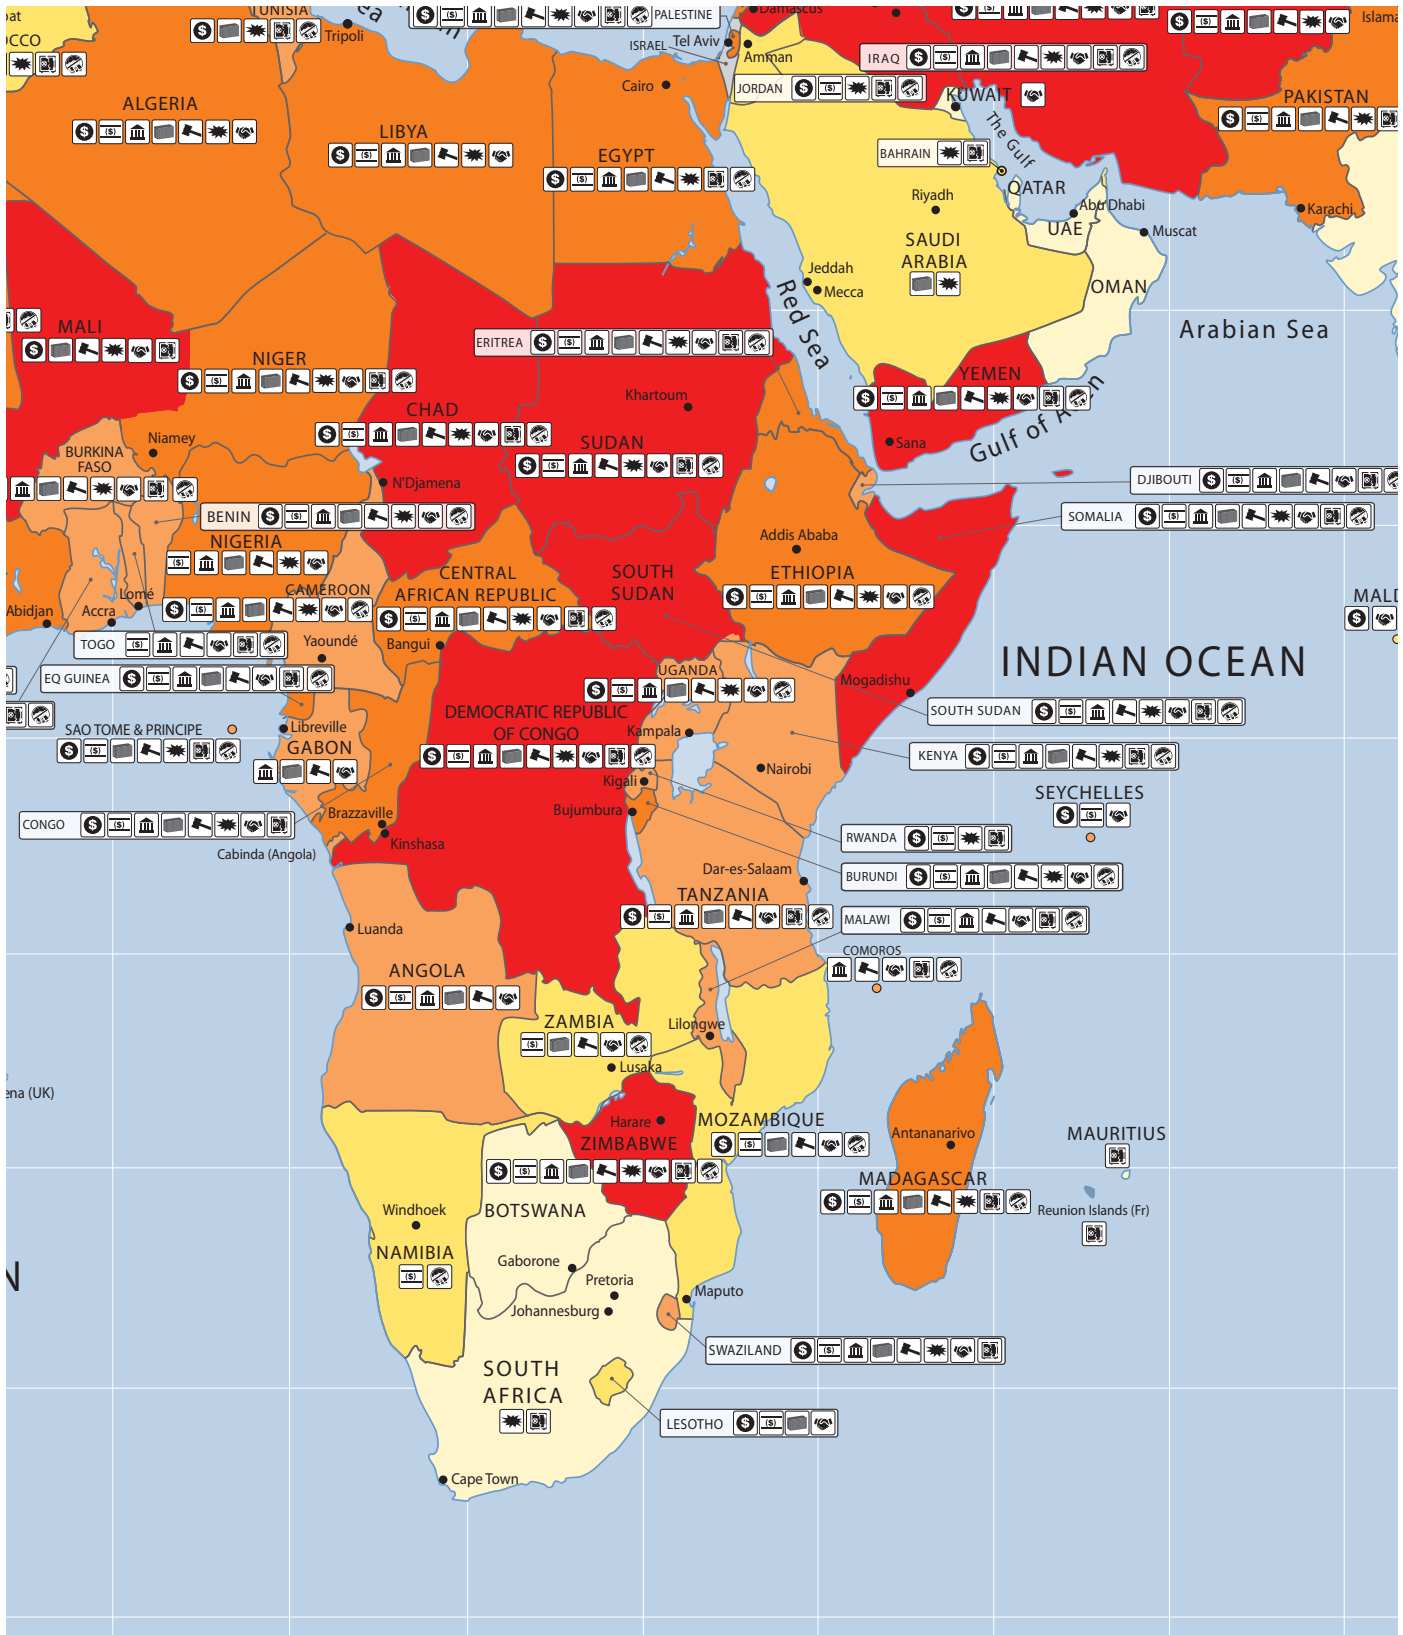 TUNISIA
Tripoli
PALESTINE
Damascus
ISRAEL
Tel Aviv
Amman
IRAQ
JORDAN
Cairo
KUWAIT
The Gulf
PAKISTAN
ALGERIA
LIBYA
EGYPT
BAHRAIN
QATAR
Riyadh
Abu Dhabi
Karachi
UAE
Muscat
SAUDI
ARABIA
Jeddah
Mecca
OMAN
Red Sea
Arabian Sea
MALI
ERITREA
NIGER
YEMEN
CHAD
Khartoum
SUDAN
Niamey
BURKINA
FASO
Sana
Gulf of Aden
N'Djamena
DJIBOUTI
BENIN
SOMALIA
NIGERIA
Addis Ababa
CENTRAL
AFRICAN REPUBLIC
SOUTH
SUDAN
ETHIOPIA
CAMEROON
Lomé
Abidjan
Accra
TOGO
Yaoundé
Bangui
INDIAN OCEAN
EQ GUINEA
UGANDA
Mogadishu
SAO TOME & PRINCIPE
Libreville
DEMOCRATIC REPUBLIC
OF CONGO
SOUTH SUDAN
GABON
Kampala
KENYA
Kigali
Nairobi
SEYCHELLES
CONGO
Brazzaville
Bujumbura
Kinshasa
RWANDA
Cabinda (Angola)
Dar-es-Salaam
BURUNDI
TANZANIA
MALAWI
Luanda
COMOROS
ANGOLA
ZAMBIA
Lilongwe
Lusaka
ena (UK)
Harare
MOZAMBIQUE
ZIMBABWE
Antananarivo
MAURITIUS
MADAGASCAR
Windhoek
BOTSWANA
Reunion Islands (Fr)
NAMIBIA
Gaborone
Pretoria
Maputo
Johannesburg
SWAZILAND
SOUTH
AFRICA
LESOTHO
Cape Town